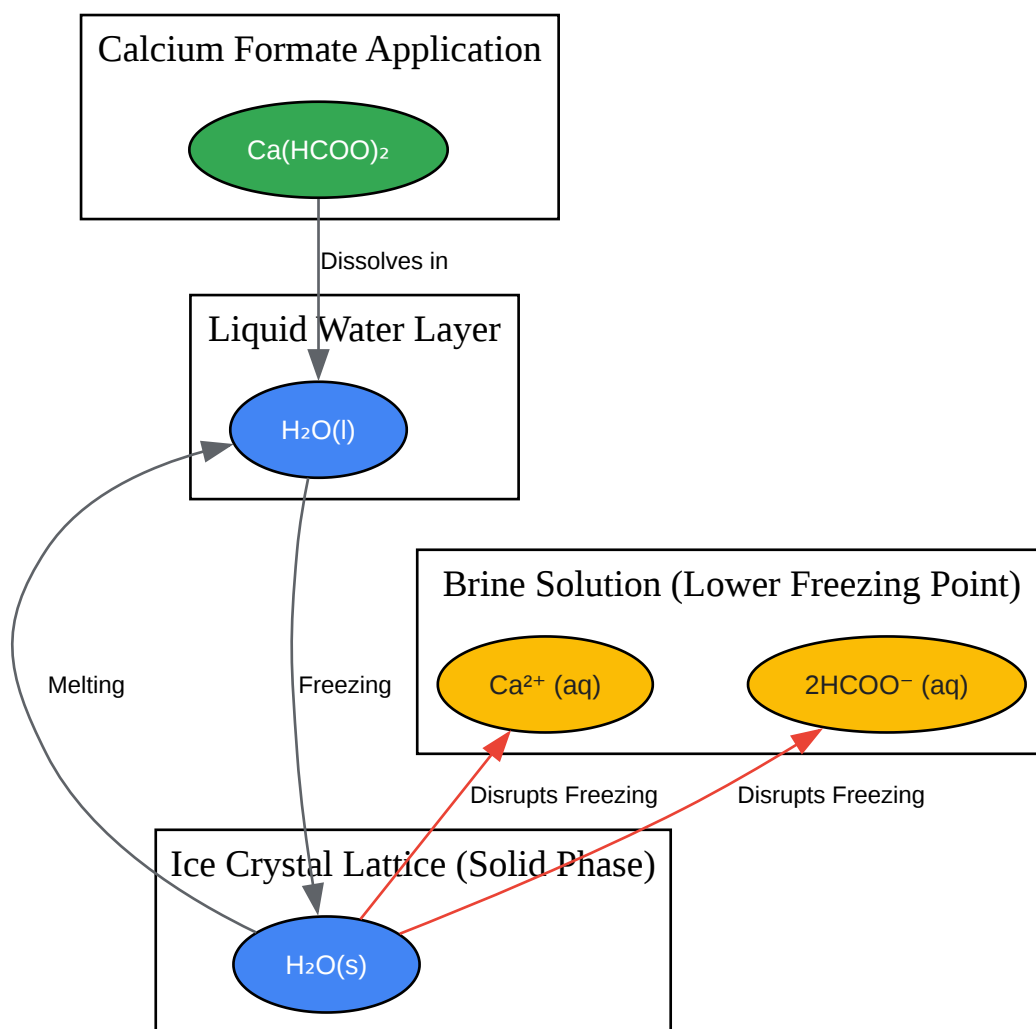 Calcium Formate Application
Ca(HCOO)₂
Dissolves in
Liquid Water Layer
H₂O(l)
Brine Solution (Lower Freezing Point)
Ca²⁺ (aq)
2HCOO⁻ (aq)
Melting
Freezing
Disrupts Freezing
Disrupts Freezing
Ice Crystal Lattice (Solid Phase)
H₂O(s)